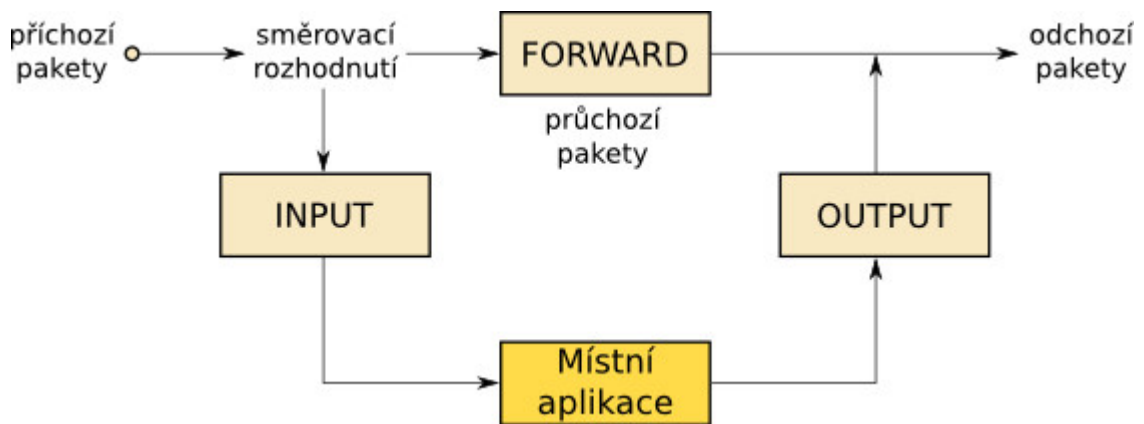 příchozí
pakety
směrovací
rozhodnutí
FORWARD
průchozí
pakety
odchozí
pakety
INPUT
OUTPUT
Místní
aplikace